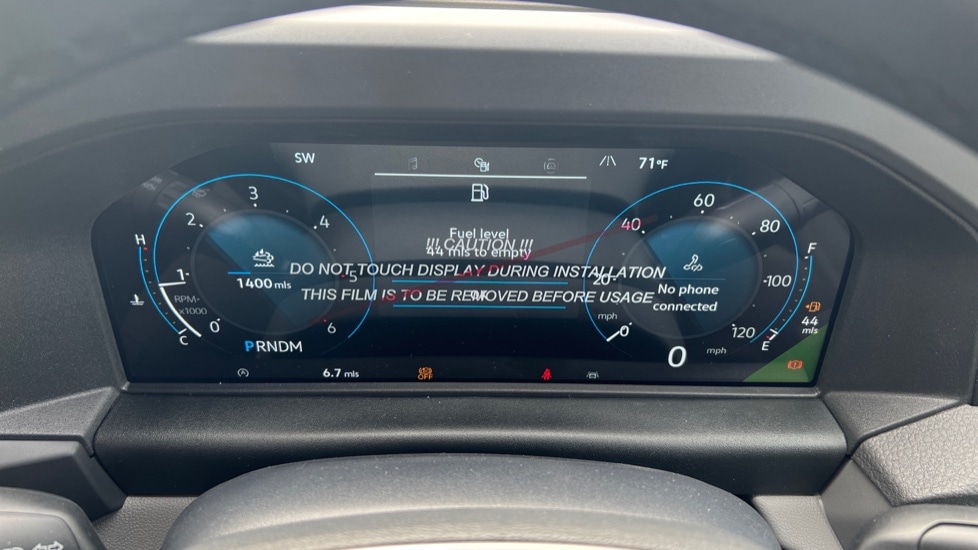 SW
71°F
H
3
2
4
1
5
0
6
RPM
x1000
C
1400 mls
PRNDM
Fuel level
!!! CAUTION !!!
44 mls to empty
DO NOT TOUCH DISPLAY DURING INSTALLATION
THIS FILM IS TO BE REMOVED BEFORE USAGE
OK
60
40
80
20
100
0
120
mph
No phone
connected
0 mph
F
E
44
mls
6.7 mls
OFF